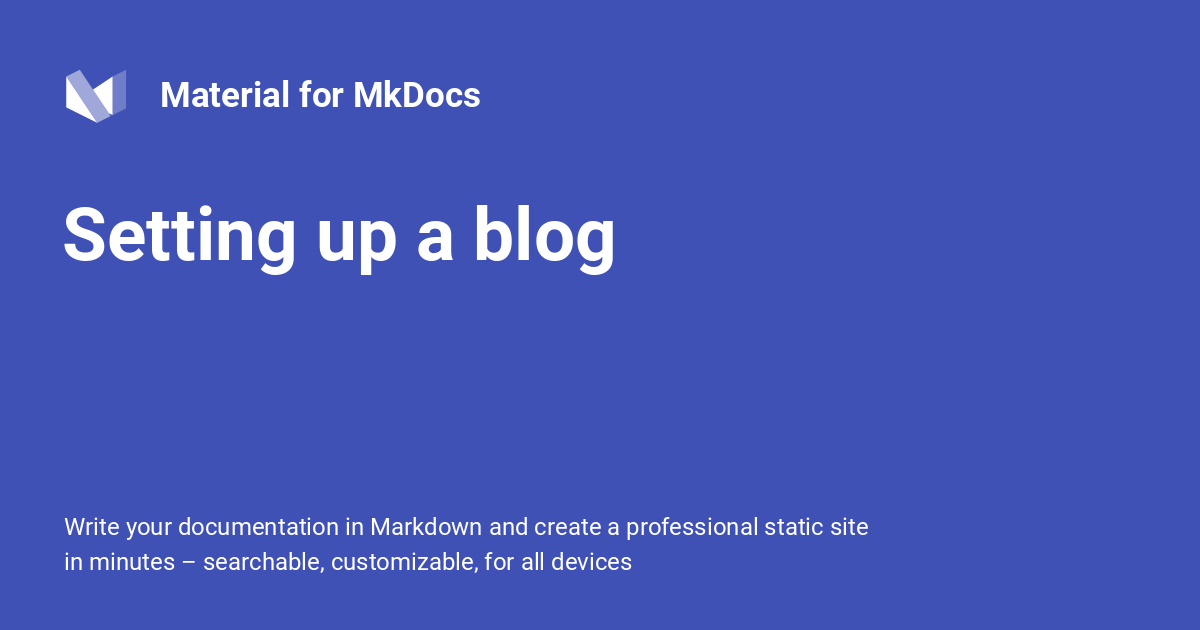 Material for MkDocs
Setting up a blog
Write your documentation in Markdown and create a professional static site
in minutes – searchable, customizable, for all devices